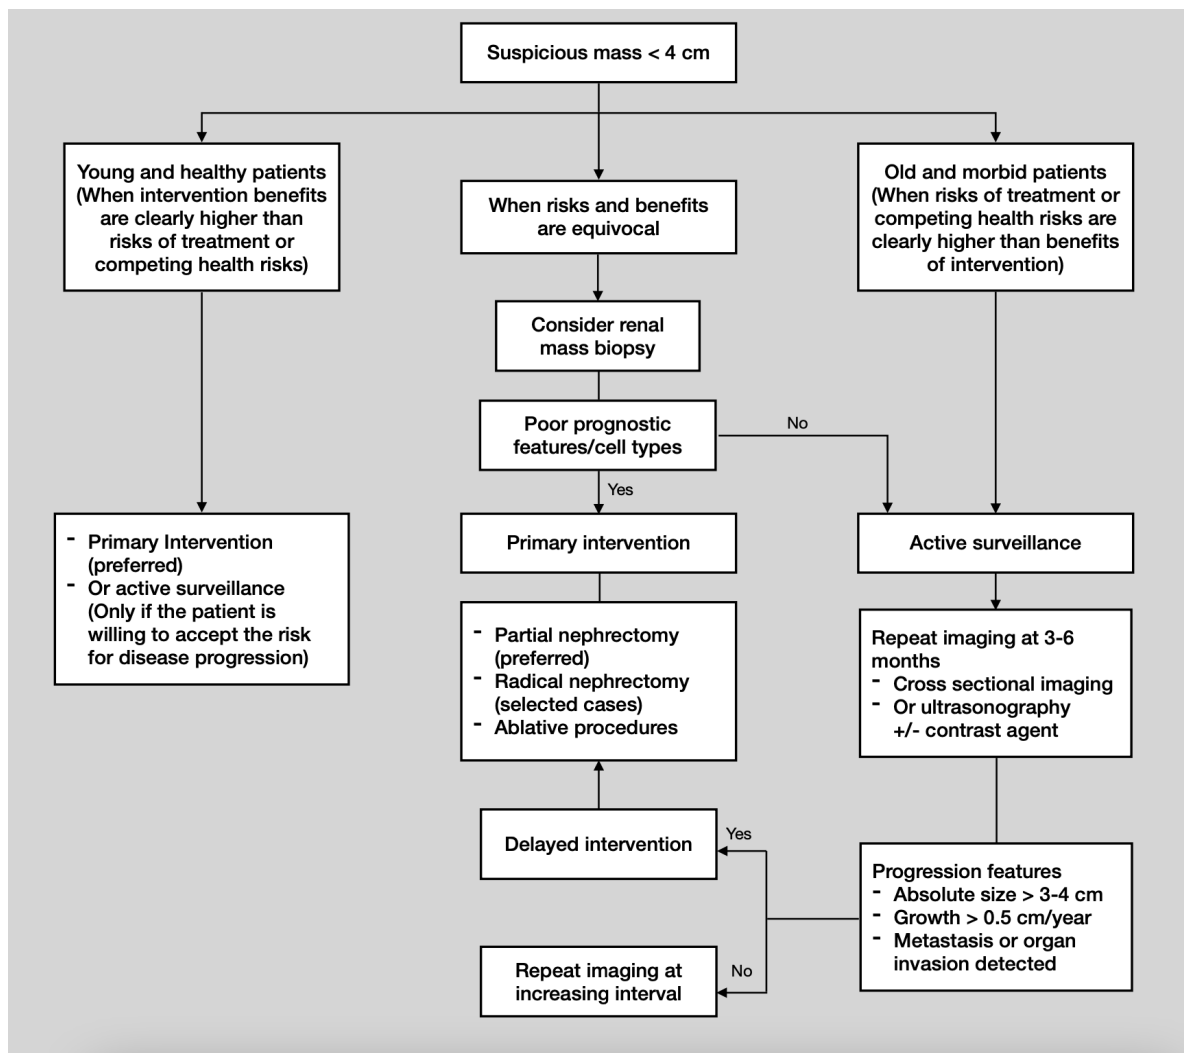 Suspicious mass < 4 cm
Young and healthy patients
(When intervention benefits
are clearly higher than
risks of treatment or
competing health risks)
When risks and benefits
are equivocal
Old and morbid patients
(When risks of treatment or
competing health risks are
clearly higher than benefits
of intervention)
Consider renal
mass biopsy
Poor prognostic
features/cell types
No
Yes
- Primary Intervention
(preferred)
- Or active surveillance
(Only if the patient is
willing to accept the risk
for disease progression)
Primary intervention
Active surveillance
- Partial nephrectomy
(preferred)
- Radical nephrectomy
(selected cases)
- Ablative procedures
Repeat imaging at 3-6
months
- Cross sectional imaging
- Or ultrasonography
+/- contrast agent
Delayed intervention
Yes
Progression features
- Absolute size > 3-4 cm
- Growth > 0.5 cm/year
- Metastasis or organ
invasion detected
Repeat imaging at
increasing interval
No